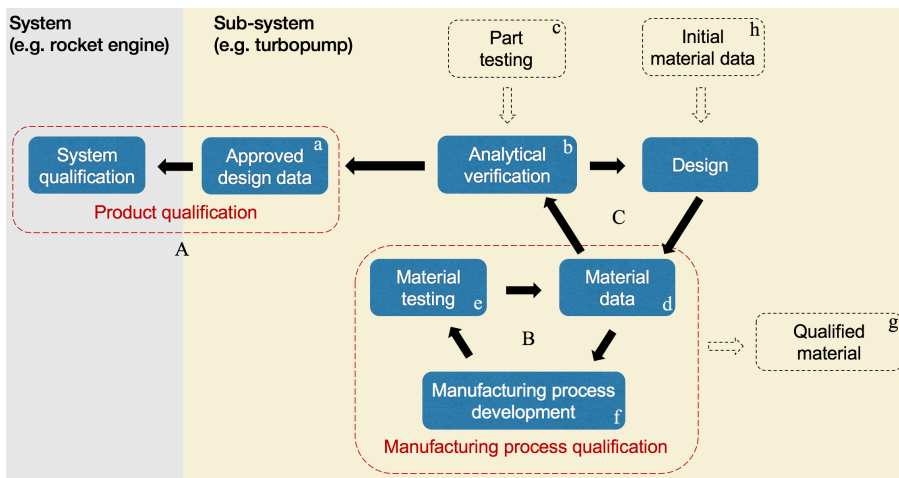 System
(e.g. rocket engine)
Sub-system
(e.g. turbopump)
c
Part
testing
h
Initial
material data
System
qualification
a
Approved
design data
b
Analytical
verification
Design
Product qualification
A
C
Material
testing
e
Material
data
d
B
g
Qualified
material
Manufacturing process
development
f
Manufacturing process qualification